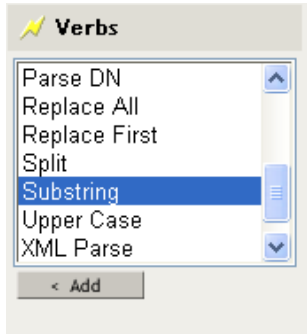 Verbs
Parse DN
Replace All
Replace First
Split
Substring
Upper Case
XML Parse
< Add